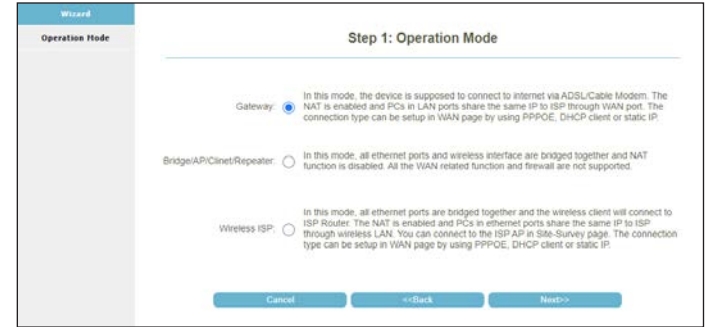 Wizard
Operation Mode
Step 1: Operation Mode
Gateway:
In this mode, the device is supposed to connect to internet via ADSL/Cable Modem. The
NAT is enabled and PCs in LAN ports share the same IP to ISP through WAN port. The
connection type can be setup in WAN page by using PPPOE, DHCP client or static IP.
Bridge/AP/Clinet/Repeater:
In this mode, all ethernet ports and wireless interface are bridged together and NAT
function is disabled. All the WAN related function and firewall are not supported.
Wireless ISP:
In this mode, all ethernet ports are bridged together and the wireless client will connect to
ISP Router. The NAT is enabled and PCs in ethernet ports share the same IP to ISP
through wireless LAN. You can connect to the ISP AP in Site-Survey page. The connection
type can be setup in WAN page by using PPPOE, DHCP client or static IP.
Cancel
<<Back
Next>>